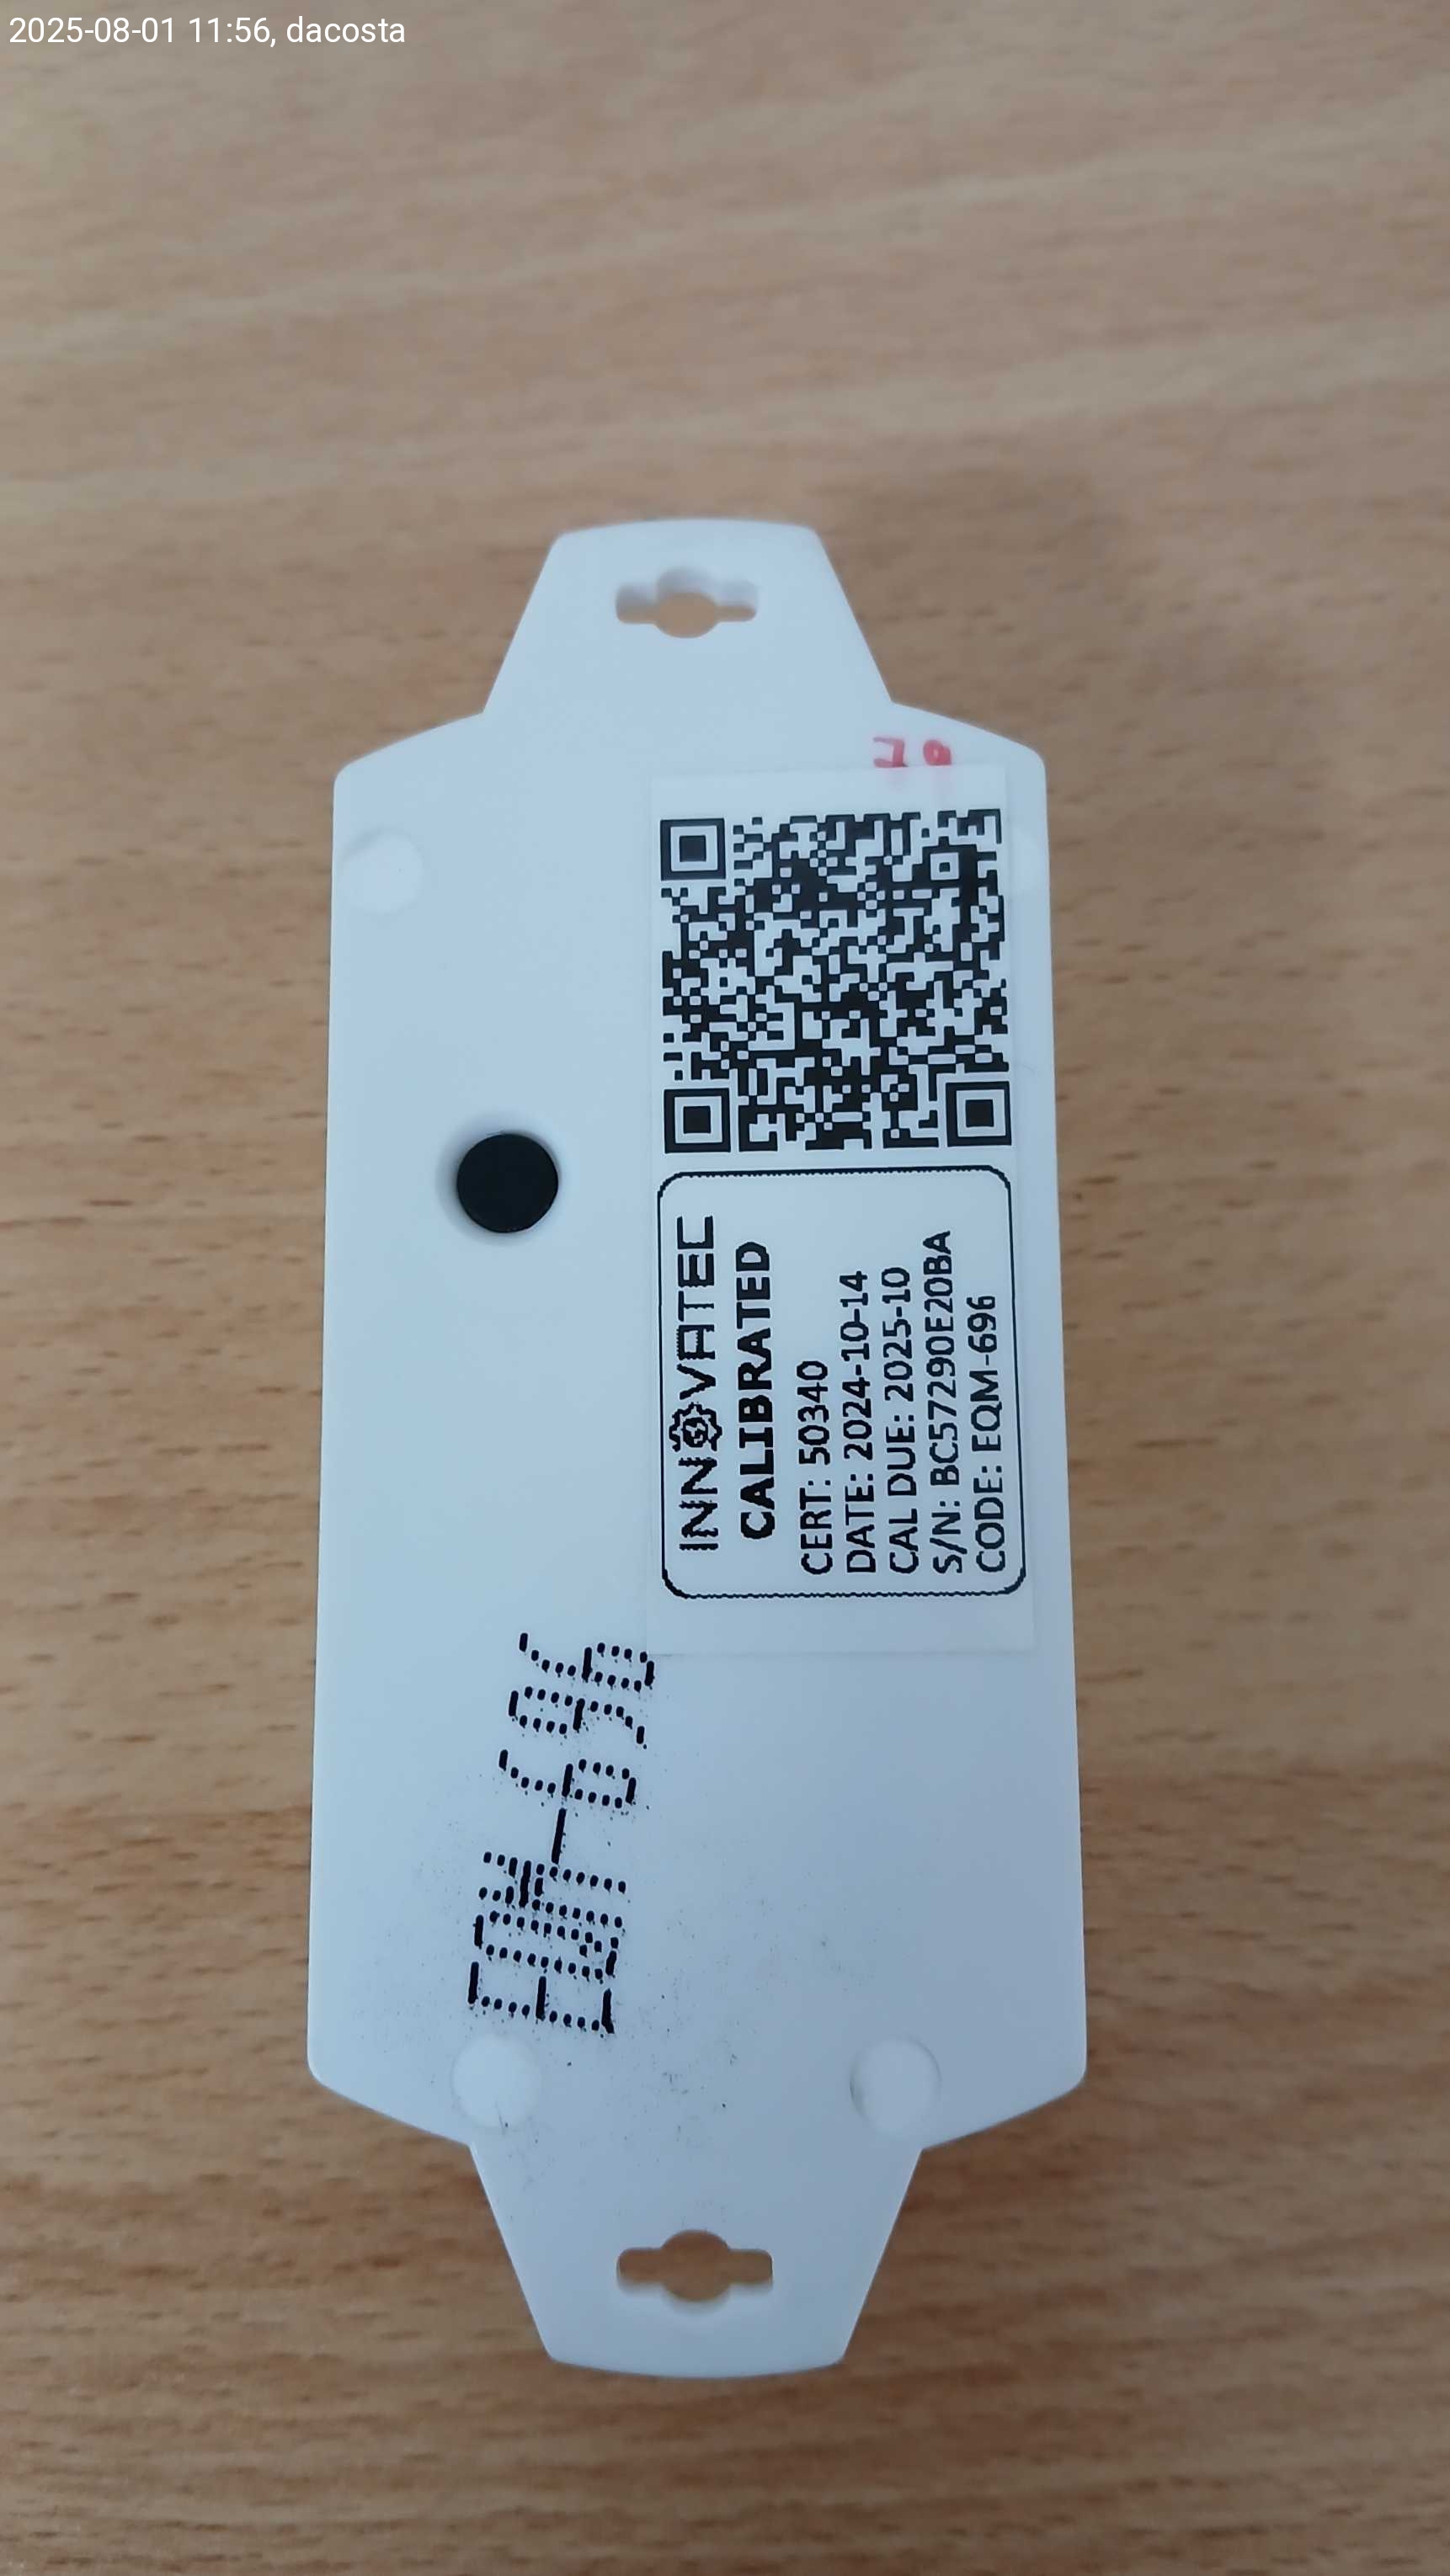 2025-08-01 11:56, dacosta
INNOVATEC
CALIBRATED
CERT: 50340
DATE: 2024-10-14
CAL DUE: 2025-10
S/N: BC57290E20BA
CODE: EQM-696
EQM-696